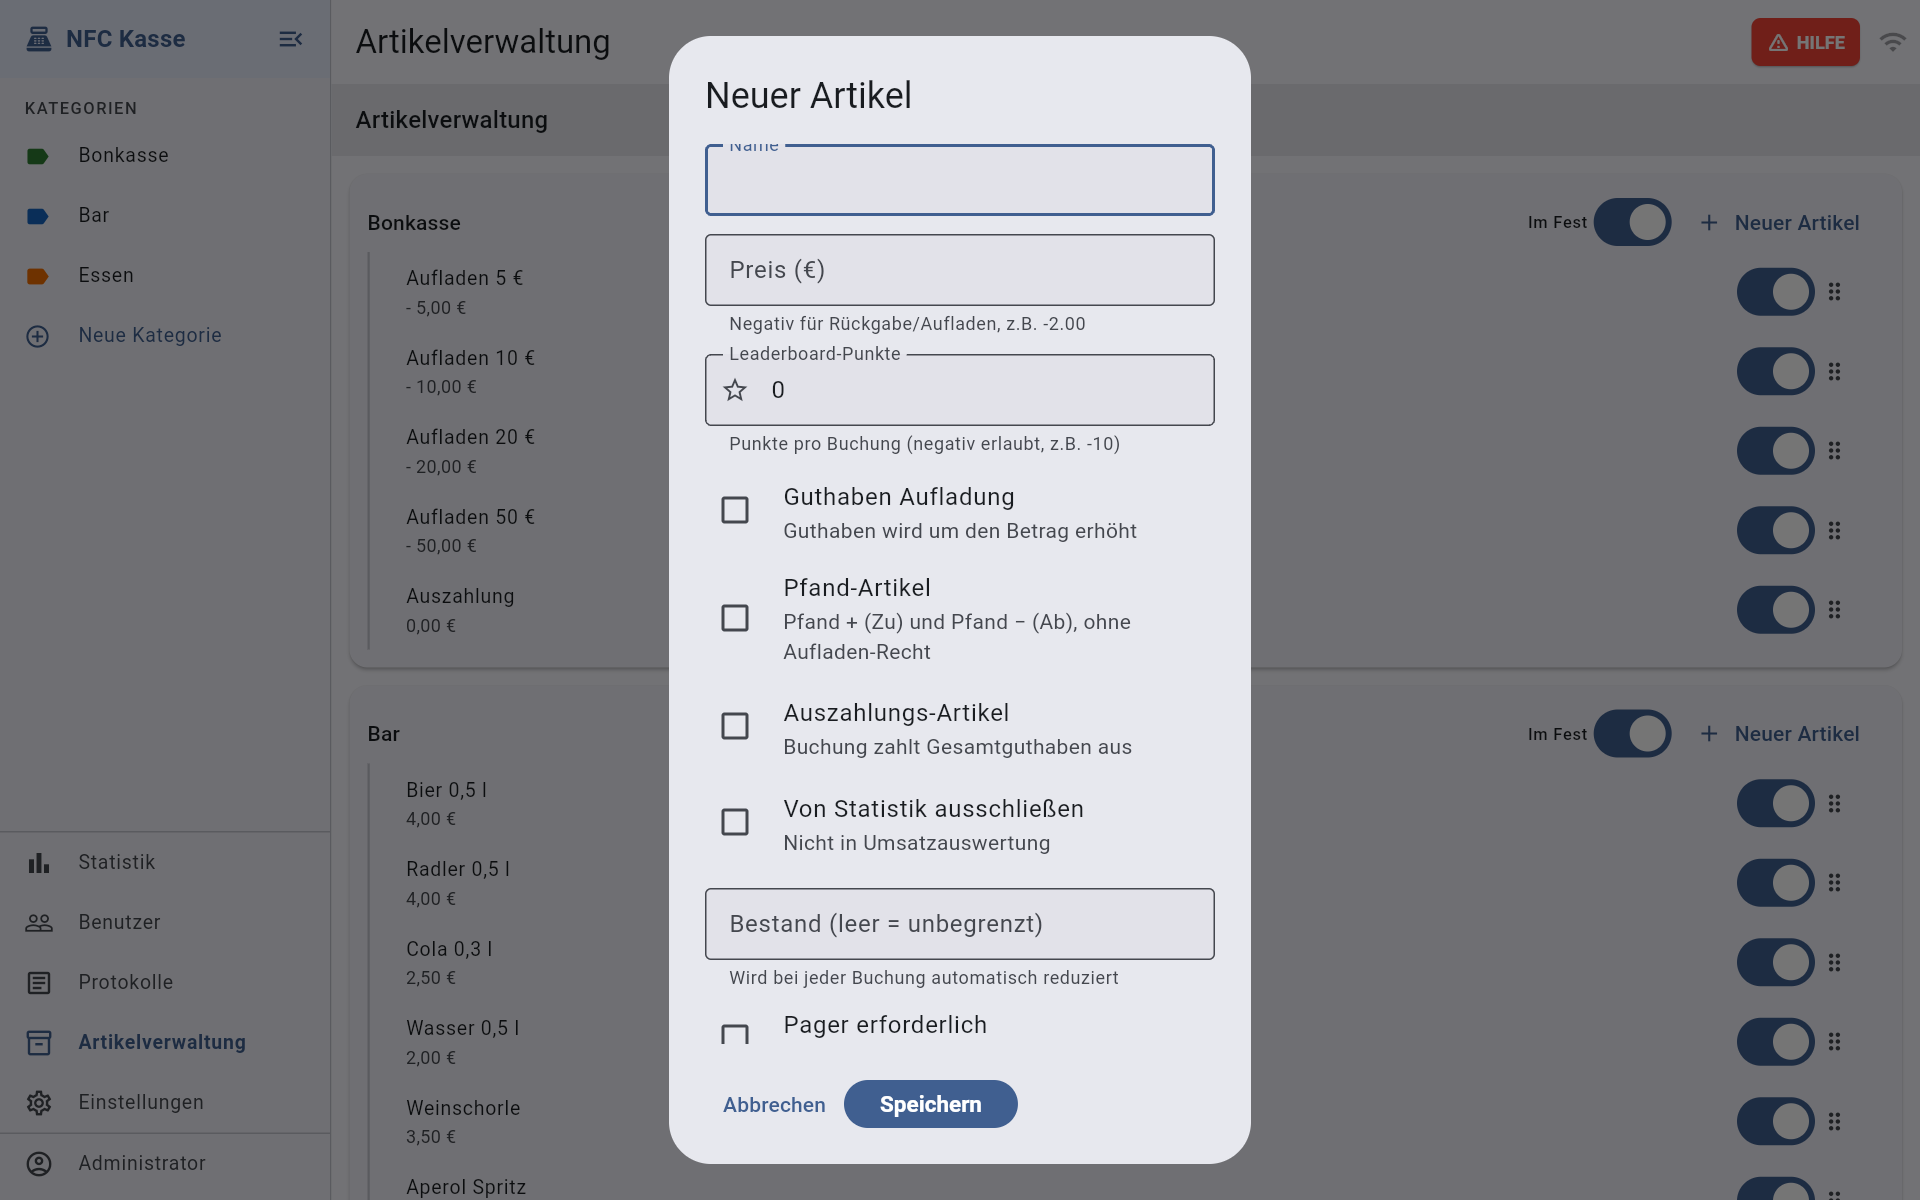 NFC Kasse
KATEGORIEN
Bonkasse
Bar
Essen
Neue Kategorie
Statistik
Benutzer
Protokolle
Artikelverwaltung
Einstellungen
Administrator
Artikelverwaltung
HILFE
Artikelverwaltung
Bonkasse
Im Fest
Neuer Artikel
Aufladen 5 €
- 5,00 €
Aufladen 10 €
- 10,00 €
Aufladen 20 €
- 20,00 €
Aufladen 50 €
- 50,00 €
Auszahlung
0,00 €
Bar
Im Fest
Neuer Artikel
Bier 0,5 l
4,00 €
Radler 0,5 l
4,00 €
Cola 0,3 l
2,50 €
Wasser 0,5 l
2,00 €
Weinschorle
3,50 €
Aperol Spritz
Neuer Artikel
Name
Preis (€)
Negativ für Rückgabe/Aufladen, z.B. -2.00
Leaderboard-Punkte
0
Punkte pro Buchung (negativ erlaubt, z.B. -10)
Guthaben Aufladung
Guthaben wird um den Betrag erhöht
Pfand-Artikel
Pfand + (Zu) und Pfand − (Ab), ohne
Aufladen-Recht
Auszahlungs-Artikel
Buchung zahlt Gesamtguthaben aus
Von Statistik ausschließen
Nicht in Umsatzauswertung
Bestand (leer = unbegrenzt)
Wird bei jeder Buchung automatisch reduziert
Pager erforderlich
Abbrechen
Speichern